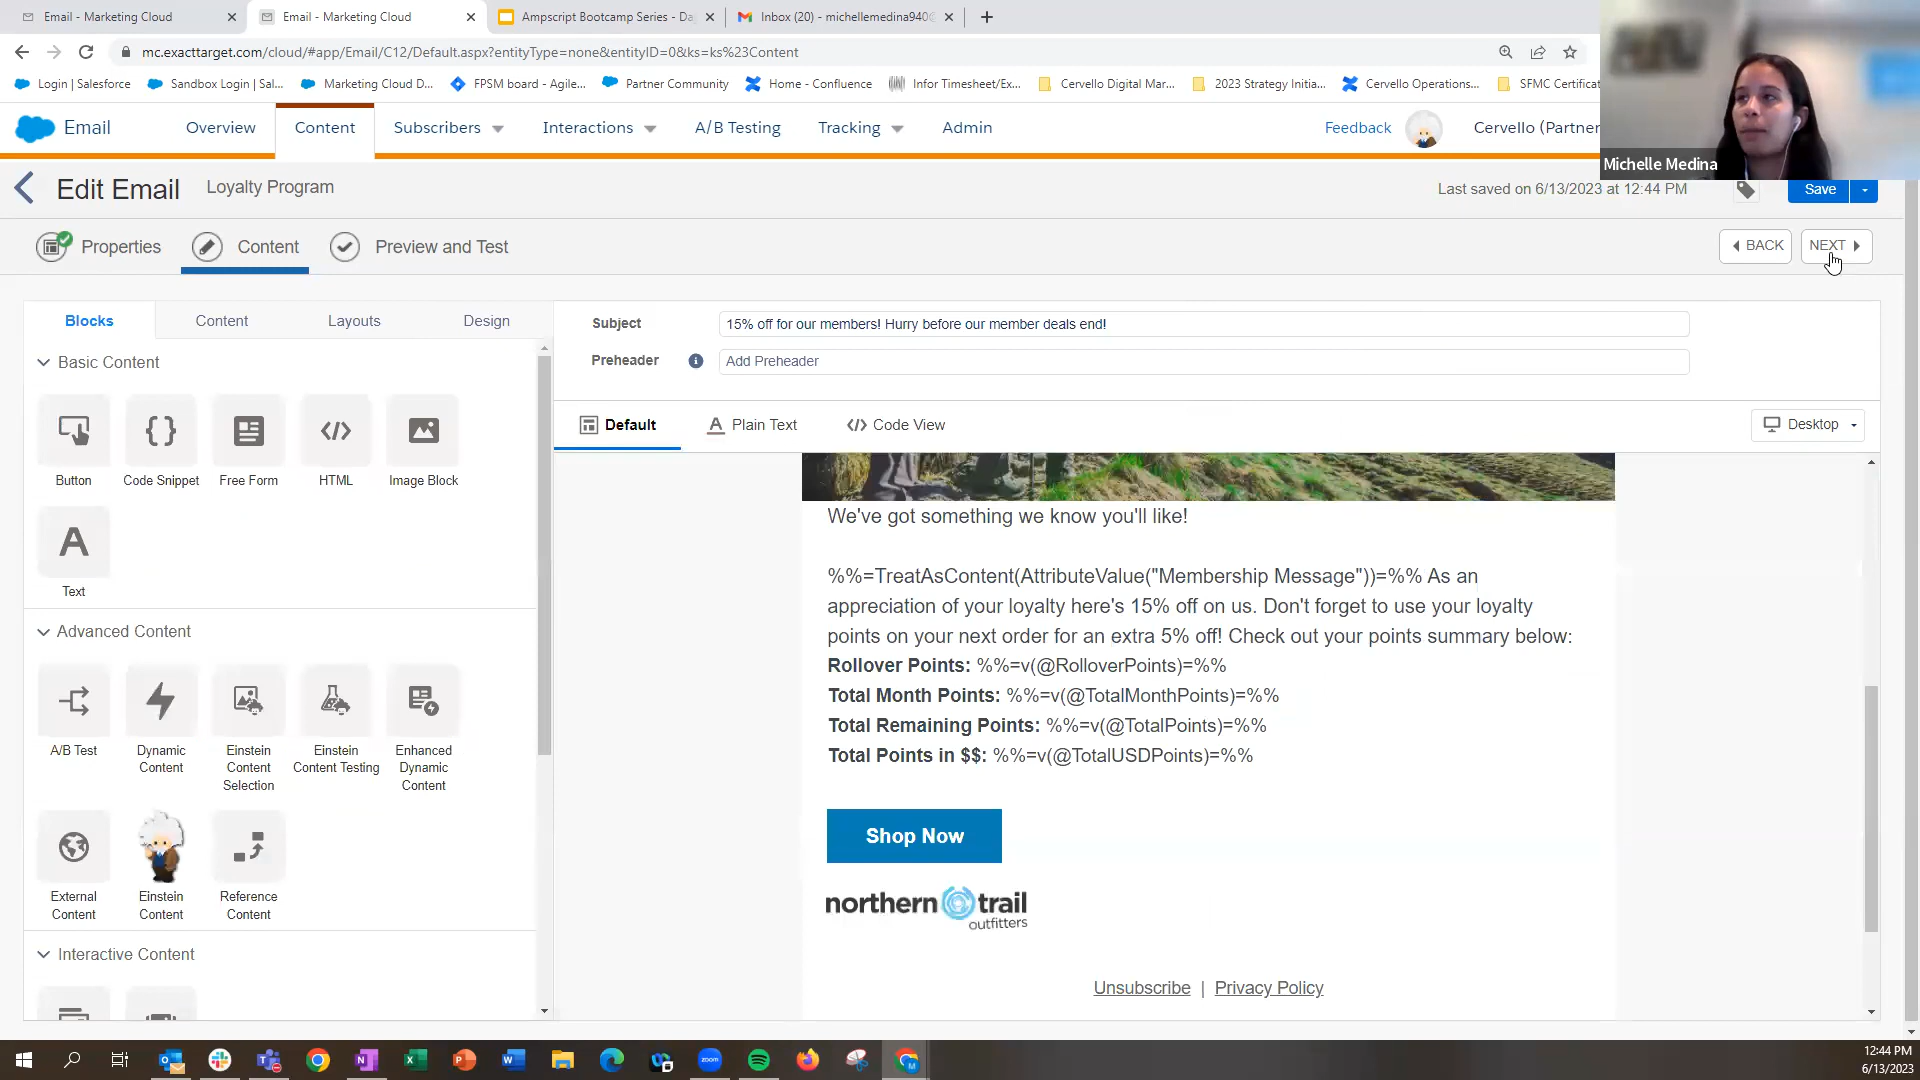 Email - Marketing Cloud
Email - Marketing Cloud
Ampscript Bootcamp Series - Da
Inbox (20) - michellemedina940
mc.exacttarget.com/cloud/#app/Email/C12/Default.aspx?entityType=none&entityID=0&ks=ks%23Content
Login | Salesforce
Sandbox Login | Sal...
Marketing Cloud D...
FPSM board - Agile...
Partner Community
Home - Confluence
Infor Timesheet/Ex...
Cervello Digital Mar...
2023 Strategy Initia...
Cervello Operations...
SFMC Certificat
Email
Overview
Content
Subscribers
Interactions
A/B Testing
Tracking
Admin
Feedback
Cervello (Partner
Michelle Medina
Edit Email
Loyalty Program
Last saved on 6/13/2023 at 12:44 PM
Save
Properties
Content
Preview and Test
BACK
NEXT
Blocks
Content
Layouts
Design
Basic Content
Button
Code Snippet
Free Form
HTML
Image Block
A
Text
Advanced Content
A/B Test
Dynamic
Content
Einstein
Content
Selection
Einstein
Content Testing
Enhanced
Dynamic
Content
External
Content
Einstein
Content
Reference
Content
Interactive Content
Subject
15% off for our members! Hurry before our member deals end!
Preheader
Add Preheader
Default
Plain Text
Code View
Desktop
We've got something we know you'll like!
%%=TreatAsContent(AttributeValue("Membership Message"))=%% As an
appreciation of your loyalty here's 15% off on us. Don't forget to use your loyalty
points on your next order for an extra 5% off! Check out your points summary below:
Rollover Points: %%=v(@RolloverPoints)=%%
Total Month Points: %%=v(@TotalMonthPoints)=%%
Total Remaining Points: %%=v(@TotalPoints)=%%
Total Points in $$: %%=v(@TotalUSDPoints)=%%
Shop Now
northern trail
outfitters
Unsubscribe | Privacy Policy
12:44 PM
6/13/2023